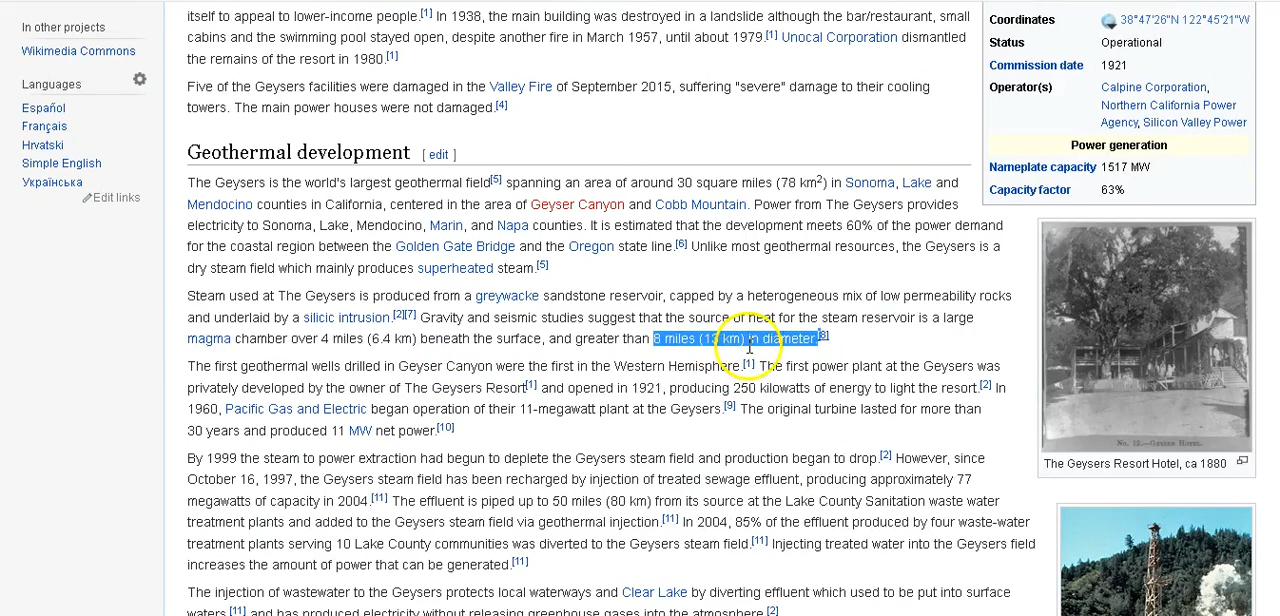 In other projects
Wikimedia Commons
Languages
Español
Français
Hrvatski
Simple English
Українська
Edit links
itself to appeal to lower-income people.[1] In 1938, the main building was destroyed in a landslide although the bar/restaurant, small
cabins and the swimming pool stayed open, despite another fire in March 1957, until about 1979.[1] Unocal Corporation dismantled
the remains of the resort in 1980.[1]
Five of the Geysers facilities were damaged in the Valley Fire of September 2015, suffering "severe" damage to their cooling
towers. The main power houses were not damaged.[4]
Geothermal development [ edit ]
The Geysers is the world's largest geothermal field[5] spanning an area of around 30 square miles (78 km2) in Sonoma, Lake and
Mendocino counties in California, centered in the area of Geyser Canyon and Cobb Mountain. Power from The Geysers provides
electricity to Sonoma, Lake, Mendocino, Marin, and Napa counties. It is estimated that the development meets 60% of the power demand
for the coastal region between the Golden Gate Bridge and the Oregon state line.[6] Unlike most geothermal resources, the Geysers is a
dry steam field which mainly produces superheated steam.[5]
Steam used at The Geysers is produced from a greywacke sandstone reservoir, capped by a heterogeneous mix of low permeability rocks
and underlaid by a silicic intrusion.[2][7] Gravity and seismic studies suggest that the source of heat for the steam reservoir is a large
magma chamber over 4 miles (6.4 km) beneath the surface, and greater than 8 miles (13 km) in diameter.[8]
The first geothermal wells drilled in Geyser Canyon were the first in the Western Hemisphere.[1] The first power plant at the Geysers was
privately developed by the owner of The Geysers Resort[1] and opened in 1921, producing 250 kilowatts of energy to light the resort.[2] In
1960, Pacific Gas and Electric began operation of their 11-megawatt plant at the Geysers.[9] The original turbine lasted for more than
30 years and produced 11 MW net power.[10]
By 1999 the steam to power extraction had begun to deplete the Geysers steam field and production began to drop.[2] However, since
October 16, 1997, the Geysers steam field has been recharged by injection of treated sewage effluent, producing approximately 77
megawatts of capacity in 2004.[11] The effluent is piped up to 50 miles (80 km) from its source at the Lake County Sanitation waste water
treatment plants and added to the Geysers steam field via geothermal injection.[11] In 2004, 85% of the effluent produced by four waste-water
treatment plants serving 10 Lake County communities was diverted to the Geysers steam field.[11] Injecting treated water into the Geysers field
increases the amount of power that can be generated.[11]
The injection of wastewater to the Geysers protects local waterways and Clear Lake by diverting effluent which used to be put into surface
waters,[11] and has produced electricity without releasing greenhouse gases into the atmosphere.[2]
Coordinates 38°47′26″N 122°45′21″W
Status Operational
Commission date 1921
Operator(s) Calpine Corporation,
Northern California Power
Agency, Silicon Valley Power
Power generation
Nameplate capacity 1517 MW
Capacity factor 63%
No. 12.—Geyser Hotel.
The Geysers Resort Hotel, ca 1880